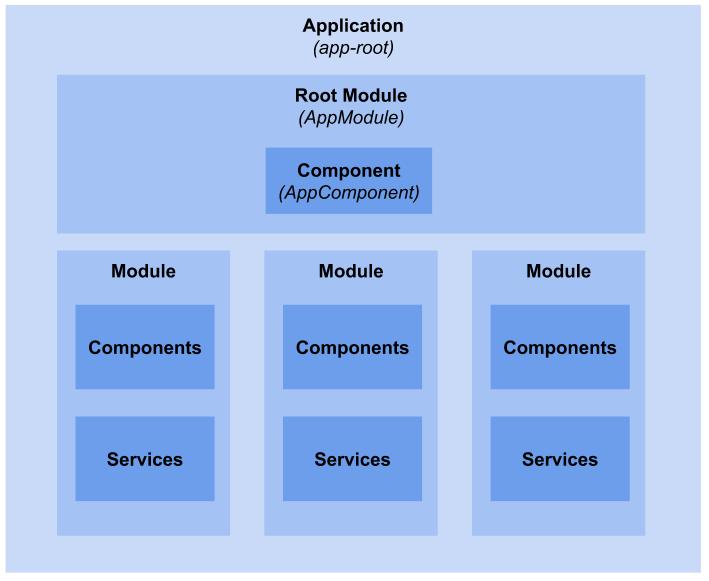 Application
(app-root)
Root Module
(AppModule)
Component
(AppComponent)
Module
Module
Module
Components
Components
Components
Services
Services
Services